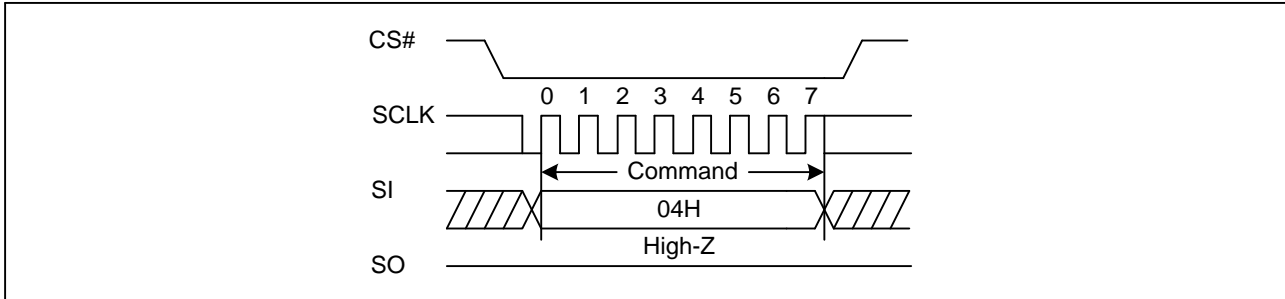 CS#
0 1 2 3 4 5 6 7
SCLK
Command
SI
04H
High-Z
SO